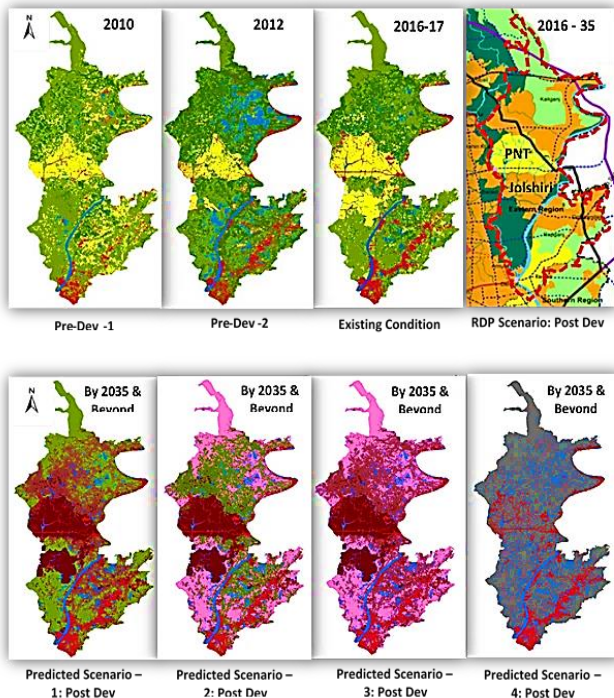 N
2010
2012
2016-17
2016 - 35
Kangers
PNT
Jolshiri
Eastern Region
Southern Region
Pre-Dev -1
Pre-Dev -2
Existing Condition
RDP Scenario: Post Dev
N
By 2035 &
Beyond
By 2035 &
Beyond
By 2035 &
Beyond
By 2035 &
Beyond
Predicted Scenario –
1: Post Dev
Predicted Scenario –
2: Post Dev
Predicted Scenario –
3: Post Dev
Predicted Scenario –
4: Post Dev